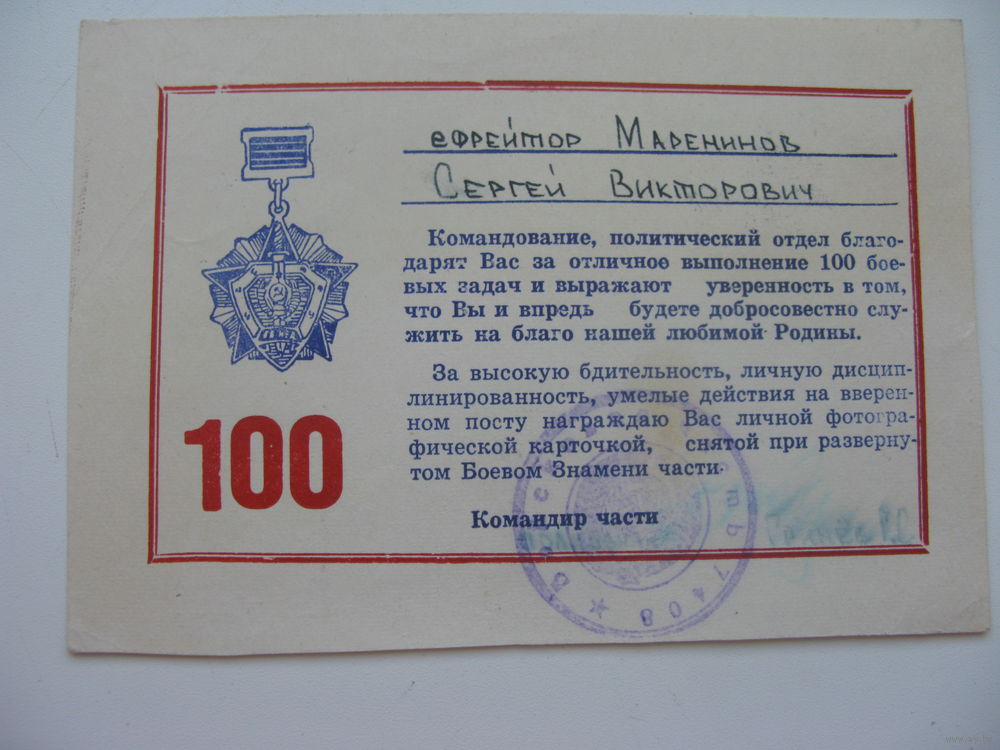 ефрейтор Маренинов
Сергей Викторович
Командование, политический отдел благо-
дарят Вас за отличное выполнение 100 бое-
вых задач и выражают уверенность в том,
что Вы и впредь будете добросовестно слу-
жить на благо нашей любимой Родины.
За высокую бдительность, личную дисцип-
линированность, умелые действия на вверен-
ном посту награждаю Вас личной фотогра-
фической карточкой, снятой при разверну-
том Боевом Знамени части.
100
Командир части
7408